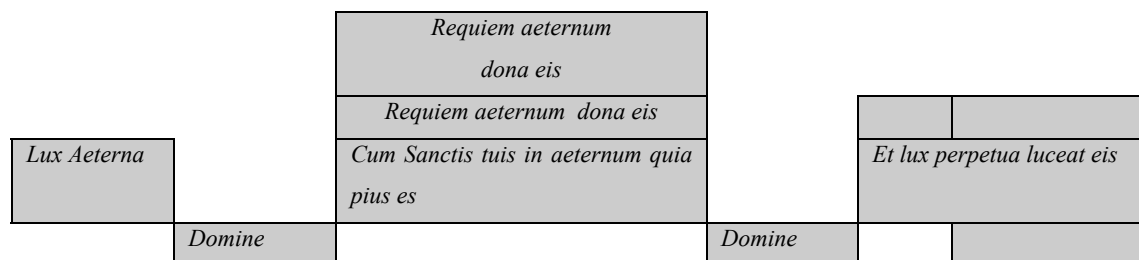 Requiem aeternum
dona eis
Requiem aeternum dona eis
Lux Aeterna
Cum Sanctis tuis in aeternum quia
pius es
Et lux perpetua luceat eis
Domine
Domine